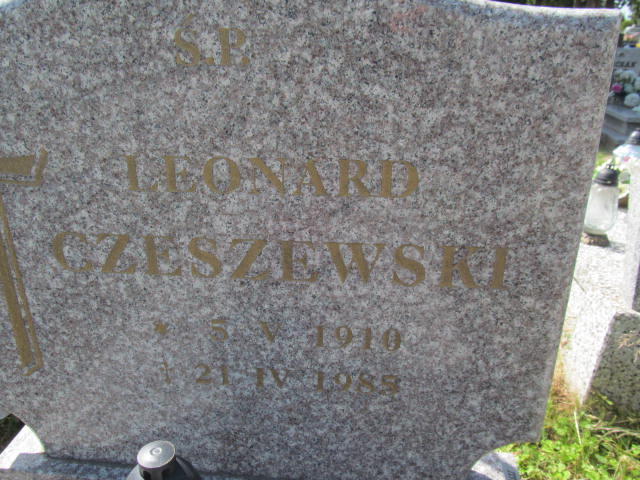 Ś.P.
LEONARD
CZESZEWSKI
* 5 V 1910
† 21 IV 1985